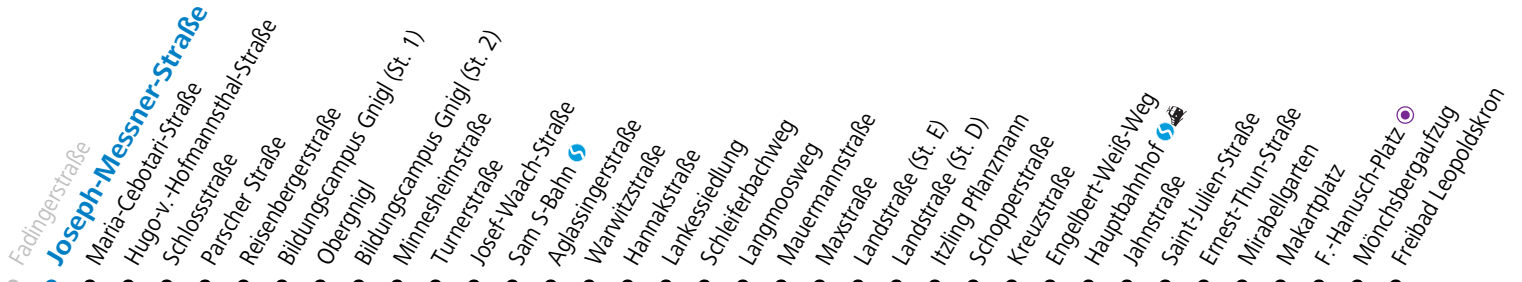 Fadingerstraße
Joseph-Messner-Straße
Maria-Cebotari-Straße
Hugo-v.-Hofmannsthal-Straße
Schlossstraße
Parscher Straße
Reisenbergerstraße
Bildungscampus Gnigl (St. 1)
Obergnigl
Bildungscampus Gnigl (St. 2)
Minnesheimstraße
Turnerstraße
Josef-Waach-Straße
Sam S-Bahn
Aglassingerstraße
Warwitzstraße
Hannakstraße
Lankessiedlung
Schleiferbachweg
Langmoosweg
Mauermannstraße
Maxstraße
Landstraße (St. E)
Landstraße (St. D)
Itzling Pflanzmann
Schopperstraße
Kreuzstraße
Engelbert-Weiß-Weg
Hauptbahnhof
Jahnstraße
Saint-Julien-Straße
Ernest-Thun-Straße
Mirabellgarten
Makartplatz
F.-Hanusch-Platz
Mönchsbergaufzug
Freibad Leopoldskron